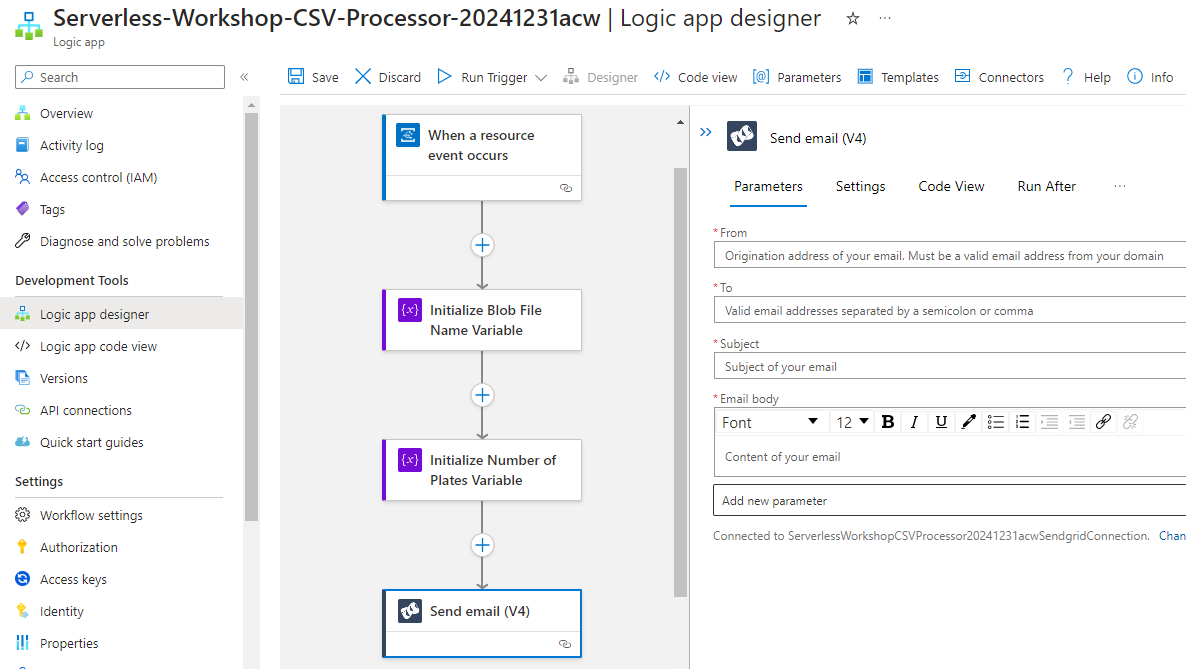 Serverless-Workshop-CSV-Processor-20241231acw | Logic app designer
Logic app
Search
Overview
Activity log
Access control (IAM)
Tags
Diagnose and solve problems
Development Tools
Logic app designer
Logic app code view
Versions
API connections
Quick start guides
Settings
Workflow settings
Authorization
Access keys
Identity
Properties
Save Discard Run Trigger Designer Code view Parameters Templates Connectors Help Info
When a resource
event occurs
{x} Initialize Blob File
Name Variable
{x} Initialize Number of
Plates Variable
Send email (V4)
Send email (V4)
Parameters Settings Code View Run After
* From
Origination address of your email. Must be a valid email address from your domain
* To
Valid email addresses separated by a semicolon or comma
* Subject
Subject of your email
* Email body
Font 12 B I U
Content of your email
Add new parameter
Connected to ServerlessWorkshopCSVProcessor20241231acwSendgridConnection. Chan